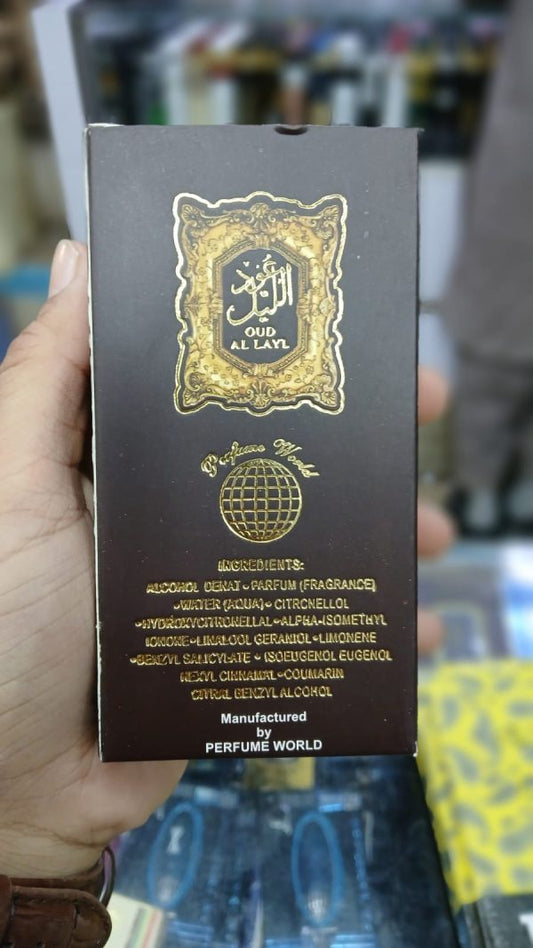 عود
الليل
OUD
AL LAYL
Perfume World
INGREDIENTS:
ALCOHOL DENAT • PARFUM (FRAGRANCE)
•WATER (AQUA) • CITRONELLOL
•HYDROXYCITRONELLAL •ALPHA-ISOMETHYL
IONONE •LINALOOL GERANIOL •LIMONENE
•BENZYL SALICYLATE • ISOEUGENOL EUGENOL
HEXYL CINNAMAL •COUMARIN
CITRAL BENZYL ALCOHOL
Manufactured
by
PERFUME WORLD